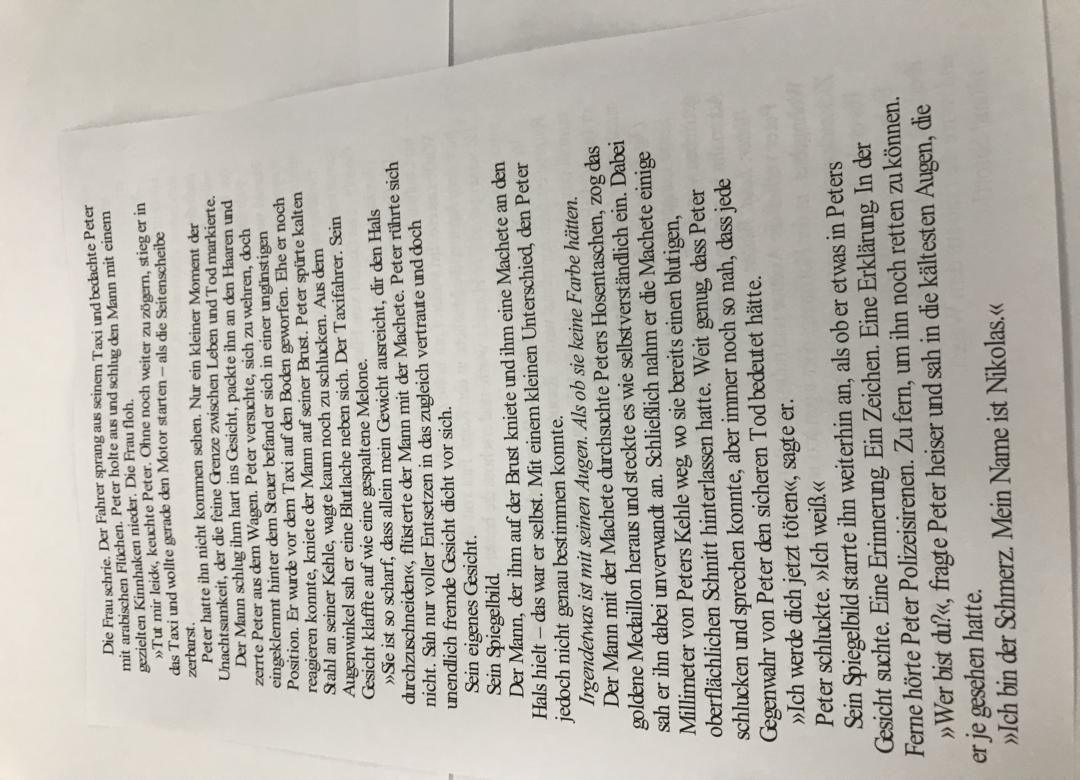 Die Frau schrie. Der Fahrer sprang aus seinem Taxi und bedachte Peter
mit arabischen Flüchen. Peter holte aus und schlug den Mann mit einem
gezielten Kinnhaken nieder. Die Frau floh.
»Tut mir leid«, keuchte Peter. Ohne noch weiter zu zögern, stieg er in
das Taxi und wollte gerade den Motor starten – als die Seitenscheibe
zerbarst.
Peter hatte ihn nicht kommen sehen. Nur ein kleiner Moment der
Unachtsamkeit, der die feine Grenze zwischen Leben und Tod markierte.
Der Mann schlug ihm hart ins Gesicht, packte ihn an den Haaren und
zerrte Peter aus dem Wagen. Peter versuchte, sich zu wehren, doch
eingeklemmt hinter dem Steuer befand er sich in einer ungünstigen
Position. Er wurde vor dem Taxi auf den Boden geworfen. Ehe er noch
reagieren konnte, kniete der Mann auf seiner Brust. Peter spürte kalten
Stahl an seiner Kehle, wagte kaum noch zu schlucken. Aus dem
Augenwinkel sah er eine Blutlache neben sich. Der Taxifahrer. Sein
Gesicht klaffte auf wie eine gespaltene Melone.
»Sie ist so scharf, dass allein mein Gewicht ausreicht, dir den Hals
durchzuschneiden«, flüsterte der Mann mit der Machete. Peter rührte sich
nicht. Sah nur voller Entsetzen in das zugleich vertraute und doch
unendlich fremde Gesicht dicht vor sich.
Sein eigenes Gesicht.
Sein Spiegelbild.
Der Mann, der ihm auf der Brust kniete und ihm eine Machete an den
Hals hielt – das war er selbst. Mit einem kleinen Unterschied, den Peter
jedoch nicht genau bestimmen konnte.
Irgendetwas ist mit seinen Augen. Als ob sie keine Farbe hätten.
Der Mann mit der Machete durchsuchte Peters Hosentaschen, zog das
goldene Medaillon heraus und steckte es wie selbstverständlich ein. Dabei
sah er ihn dabei unverwandt an. Schließlich nahm er die Machete einige
Millimeter von Peters Kehle weg, wo sie bereits einen blutigen,
oberflächlichen Schnitt hinterlassen hatte. Weit genug, dass Peter
schlucken und sprechen konnte, aber immer noch so nah, dass jede
Gegenwahr von Peter den sicheren Tod bedeutet hätte.
»Ich werde dich jetzt töten«, sagte er.
Peter schluckte. »Ich weiß.«
Sein Spiegelbild starrte ihn weiterhin an, als ob er etwas in Peters
Gesicht suchte. Eine Erinnerung. Ein Zeichen. Eine Erklärung. In der
Ferne hörte Peter Polizeisirenen. Zu fern, um ihn noch retten zu können.
»Wer bist du?«, fragte Peter heiser und sah in die kältesten Augen, die
er je gesehen hatte.
»Ich bin der Schmerz. Mein Name ist Nikolas.«